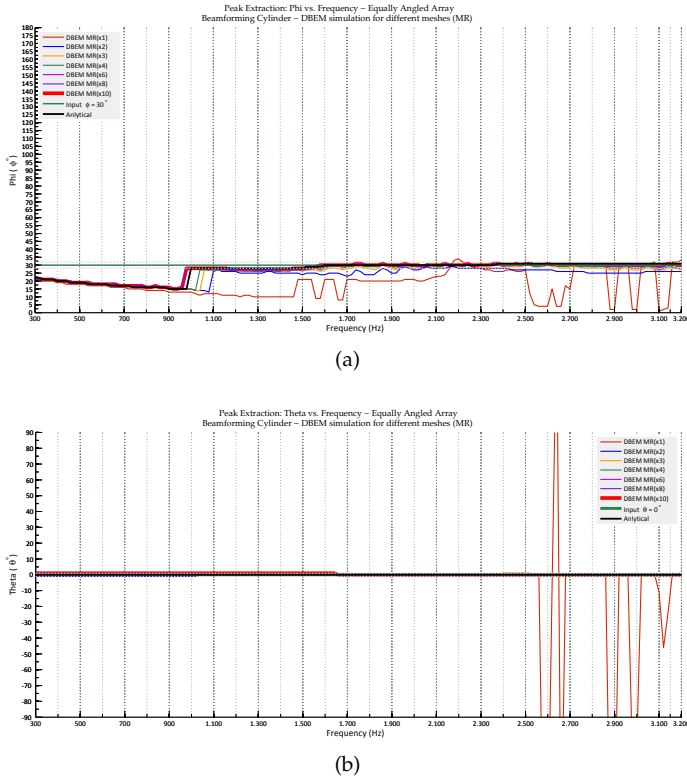 Peak Extraction: Phi vs. Frequency – Equally Angled Array
Beamforming Cylinder – DBEM simulation for different meshes (MR)
180
175
170
165
160
155
150
145
140
135
130
125
120
115
110
105
100
95
90
85
80
75
70
65
60
55
50
45
40
35
30
25
20
15
10
5
0
Phi ( ϕ°)
DBEM MR(x1)
DBEM MR(x2)
DBEM MR(x3)
DBEM MR(x4)
DBEM MR(x6)
DBEM MR(x8)
DBEM MR(x10)
Input ϕ = 30°
Anlytical
300 500 700 900 1.100 1.300 1.500 1.700 1.900 2.100 2.300 2.500 2.700 2.900 3.100 3.200
Frequency (Hz)
(a)
Peak Extraction: Theta vs. Frequency – Equally Angled Array
Beamforming Cylinder – DBEM simulation for different meshes (MR)
90
80
70
60
50
40
30
20
10
0
-10
-20
-30
-40
-50
-60
-70
-80
-90
Theta ( θ°)
DBEM MR(x1)
DBEM MR(x2)
DBEM MR(x3)
DBEM MR(x4)
DBEM MR(x6)
DBEM MR(x8)
DBEM MR(x10)
Input θ = 0°
Anlytical
300 500 700 900 1.100 1.300 1.500 1.700 1.900 2.100 2.300 2.500 2.700 2.900 3.100 3.200
Frequency (Hz)
(b)